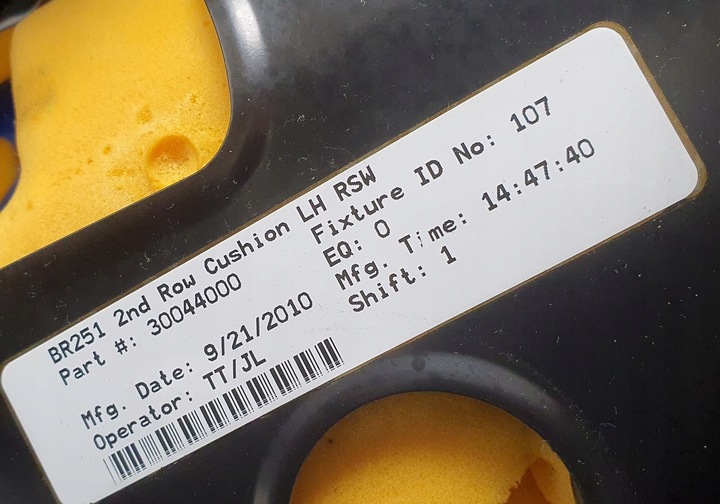 BR251 2nd Row Cushion LH RSW
Part #: 30044000
Fixture ID No: 107
EQ: 0
Mfg. Date: 9/21/2010
Mfg. Time: 14:47:40
Operator: TT/JL
Shift: 1